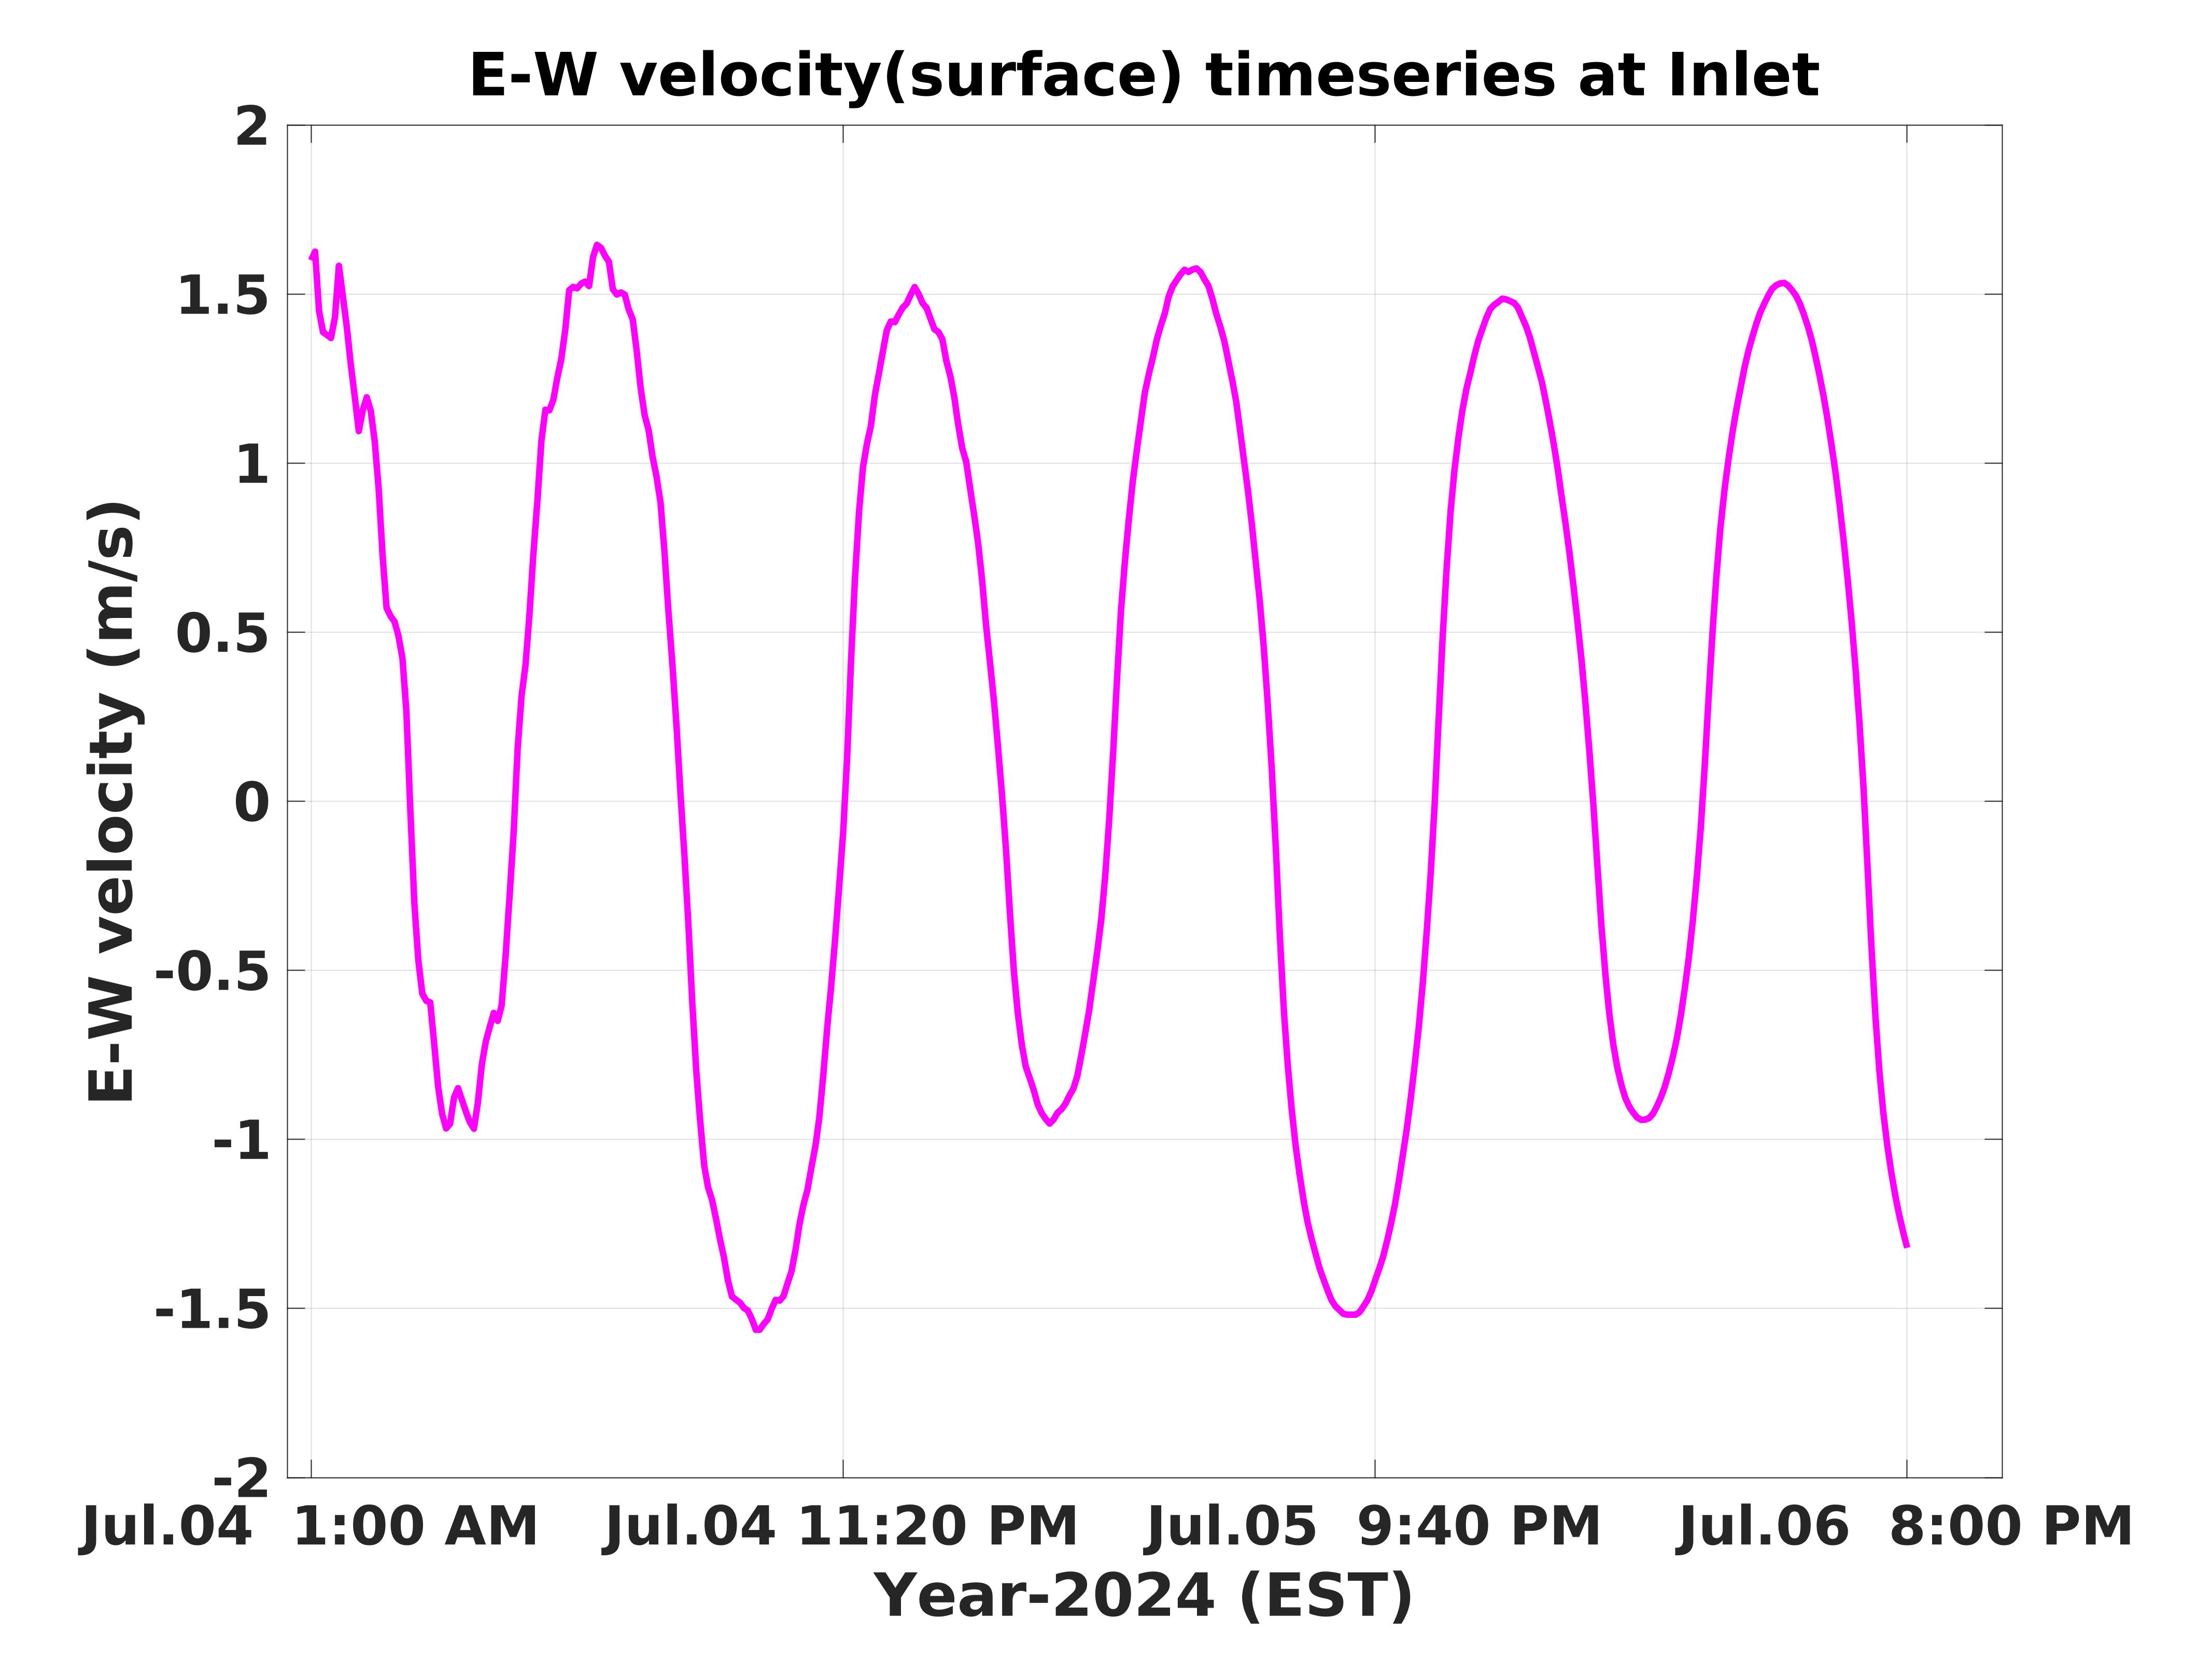 E-W velocity(surface) timeseries at Inlet
E-W velocity (m/s)
2
1.5
1
0.5
0
-0.5
-1
-1.5
-2
Jul.04 1:00 AM Jul.04 11:20 PM Jul.05 9:40 PM Jul.06 8:00 PM
Year-2024 (EST)